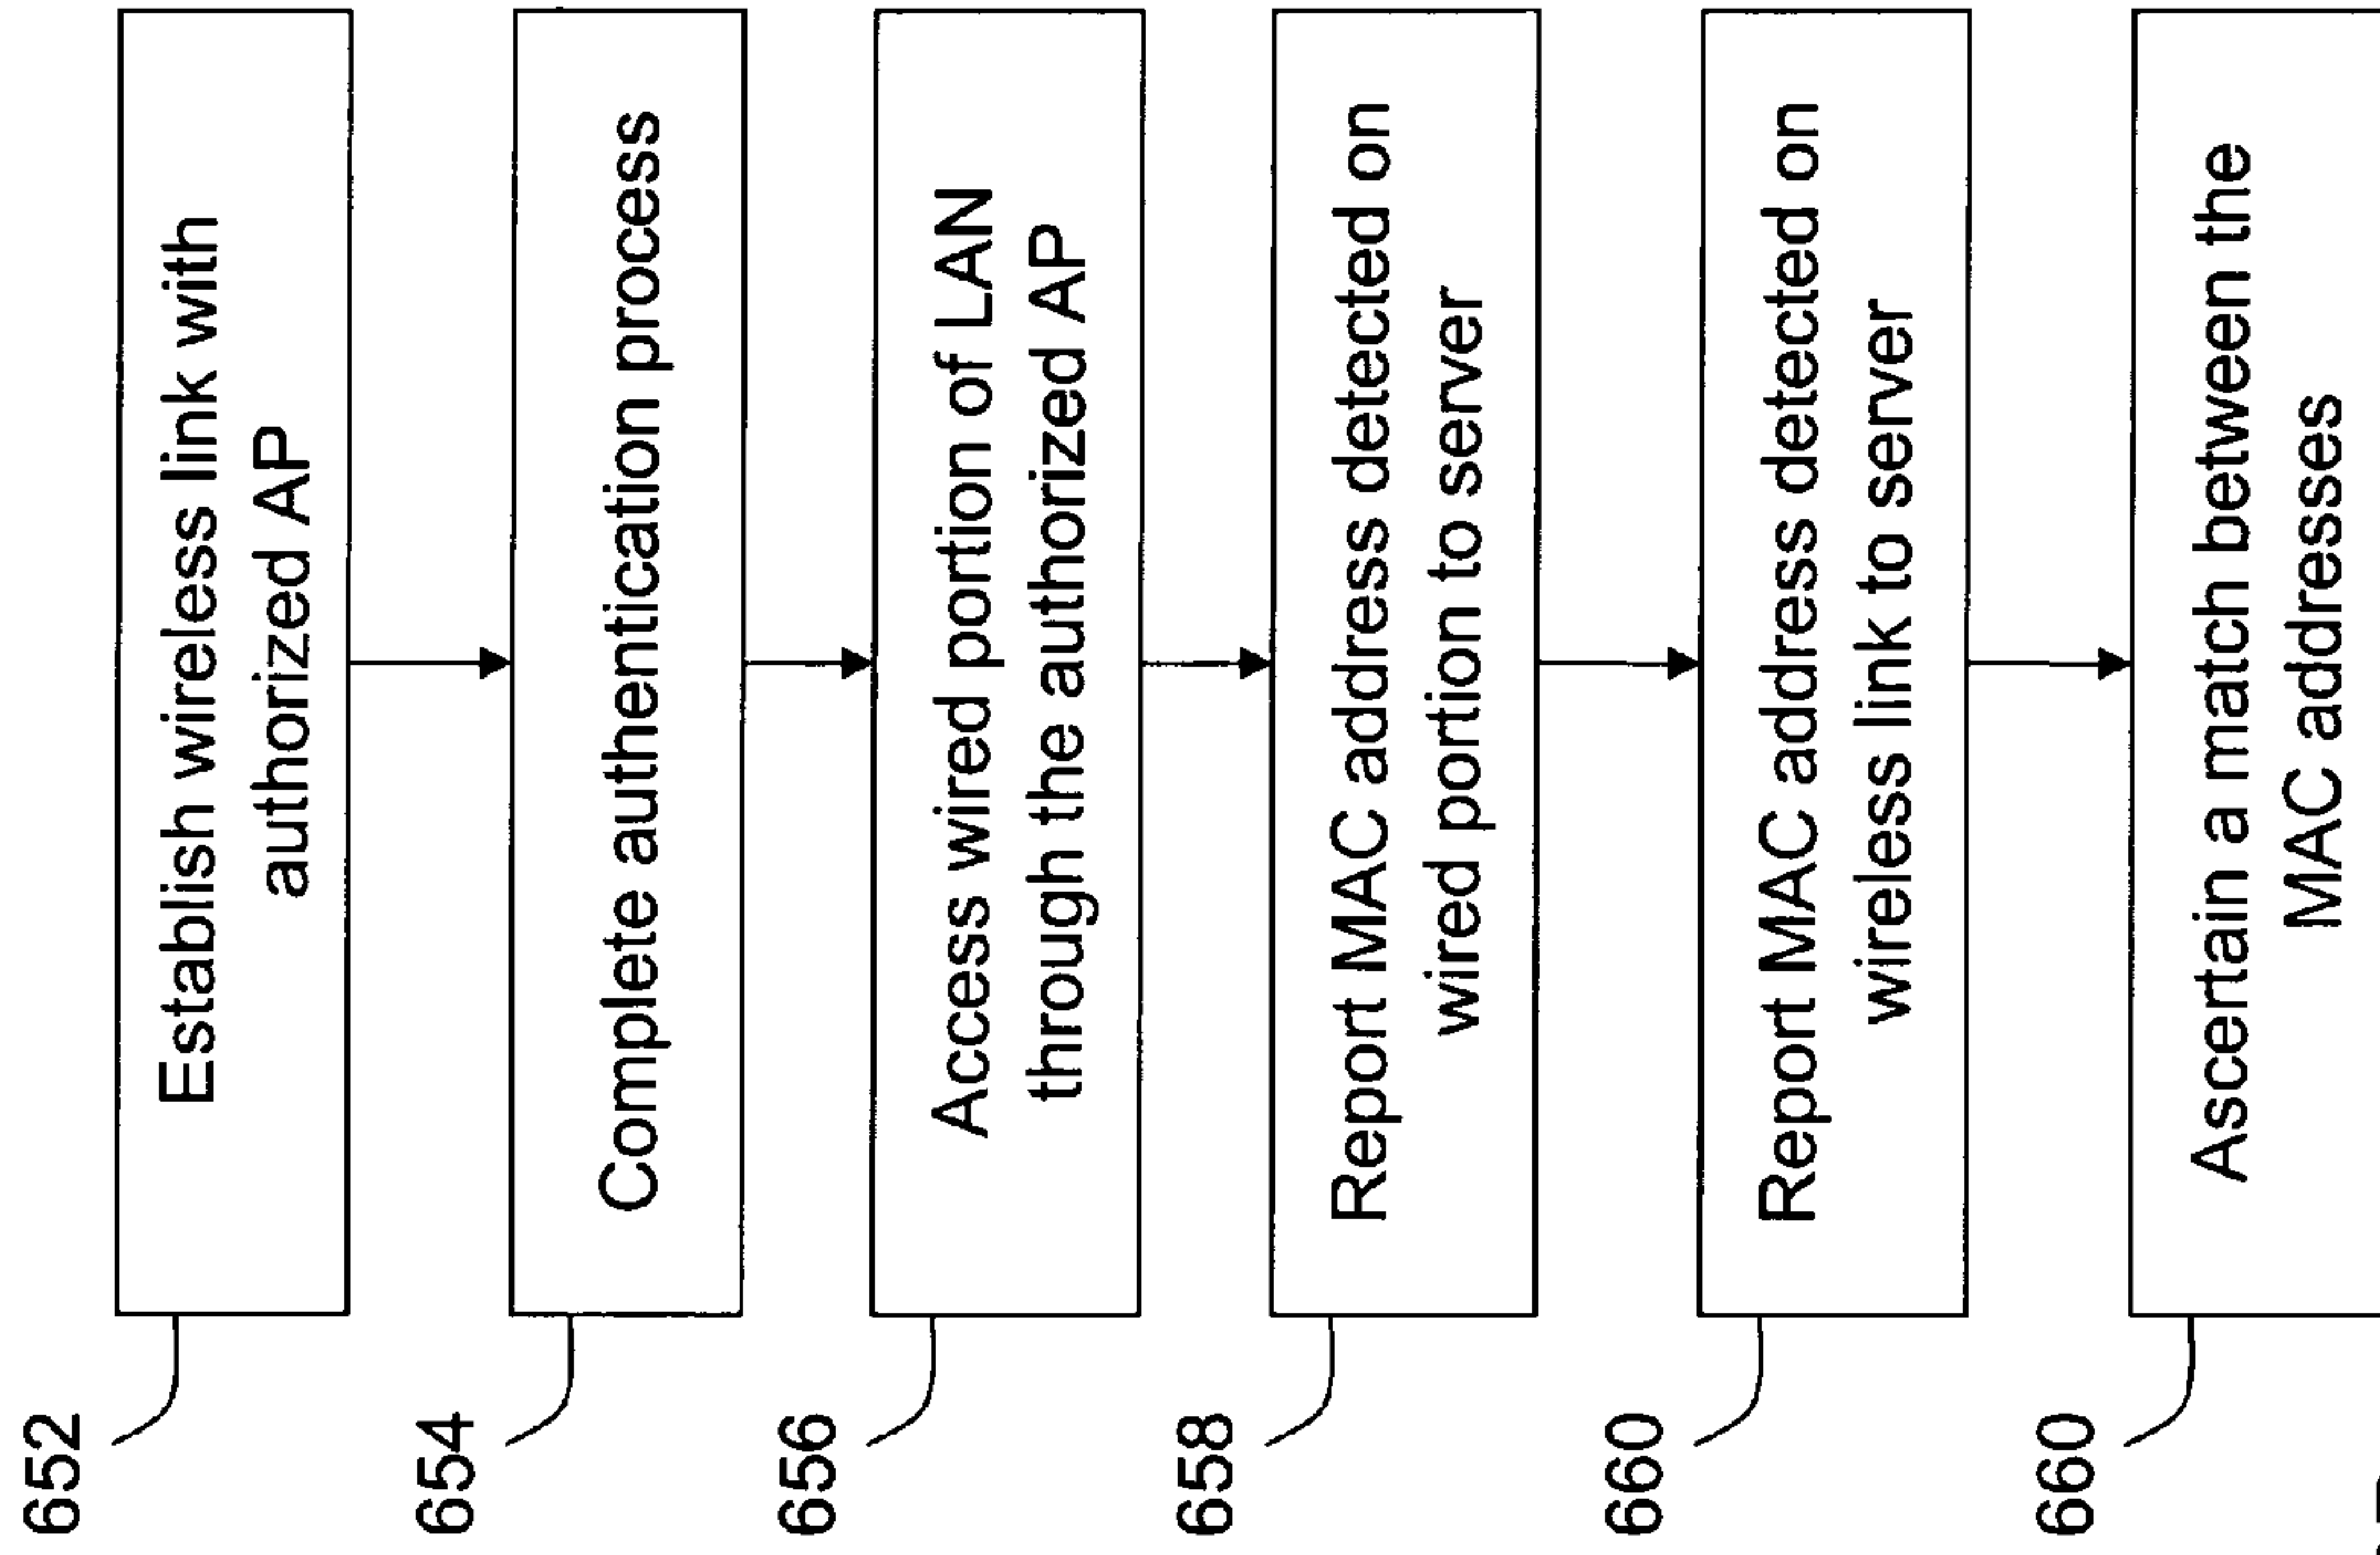 652
Establish wireless link with
authorized AP
654
Complete authentication process
656
Access wired portion of LAN
through the authorized AP
658
Report MAC address detected on
wired portion to server
660
Report MAC address detected on
wireless link to server
660
Ascertain a match between the
MAC addresses